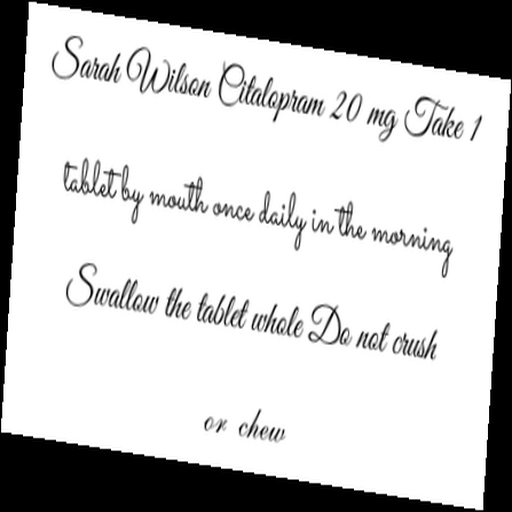 Sarah Wilson Citalopram 20 mg Take 1
tablet by mouth once daily in the morning
Swallow the tablet whole Do not crush
or chew